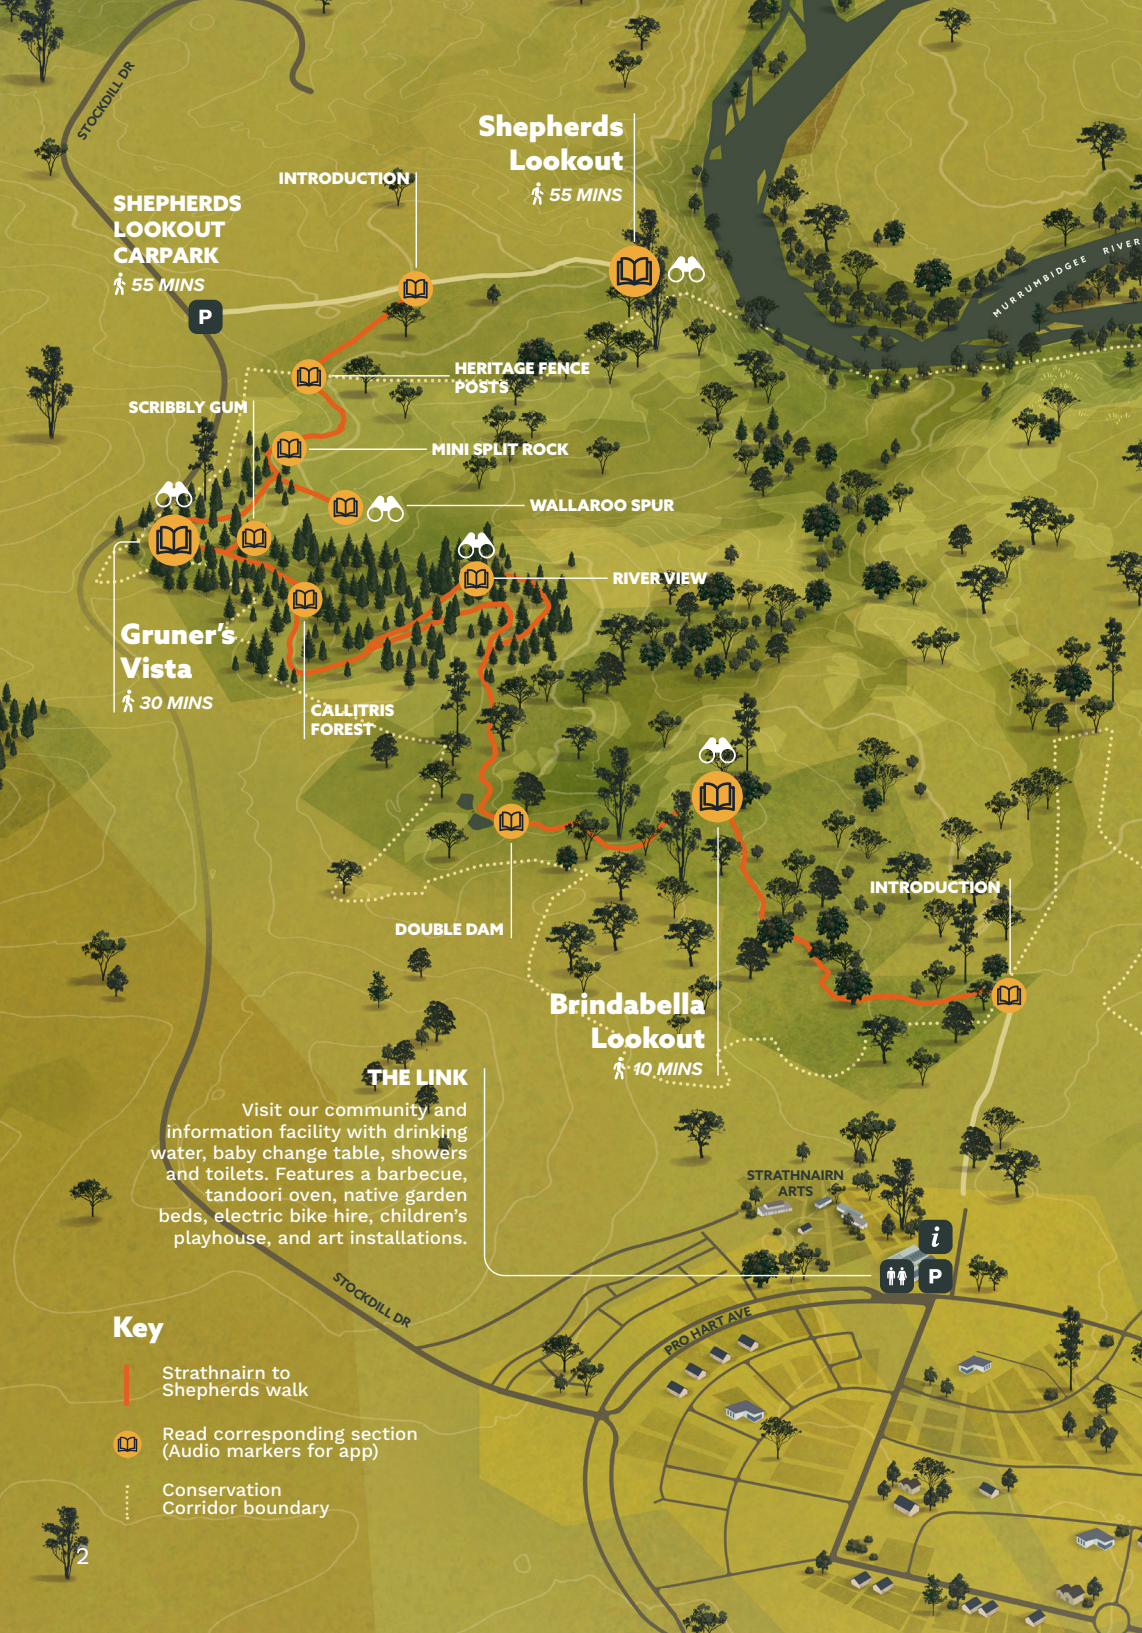 STOCKDILL DR
Shepherds
Lookout
55 MINS
INTRODUCTION
SHEPHERDS
LOOKOUT
CARPARK
55 MINS
P
MURRUMBIDGEE RIVER
HERITAGE FENCE
POSTS
SCRIBBLY GUM
MINI SPLIT ROCK
WALLAROO SPUR
RIVER VIEW
Gruner's
Vista
30 MINS
CALLITRIS
FOREST
DOUBLE DAM
INTRODUCTION
Brindabella
Lookout
10 MINS
THE LINK
Visit our community and
information facility with drinking
water, baby change table, showers
and toilets. Features a barbecue,
tandoori oven, native garden
beds, electric bike hire, children's
playhouse, and art installations.
STRATHNAIRN
ARTS
i
P
STOCKDILL DR
PRO HART AVE
Key
Strathnairn to
Shepherds walk
Read corresponding section
(Audio markers for app)
Conservation
Corridor boundary
2